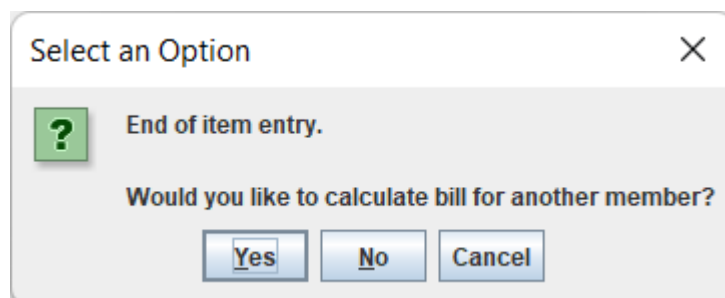 Select an Option
?
End of item entry.
Would you like to calculate bill for another member?
Yes No Cancel